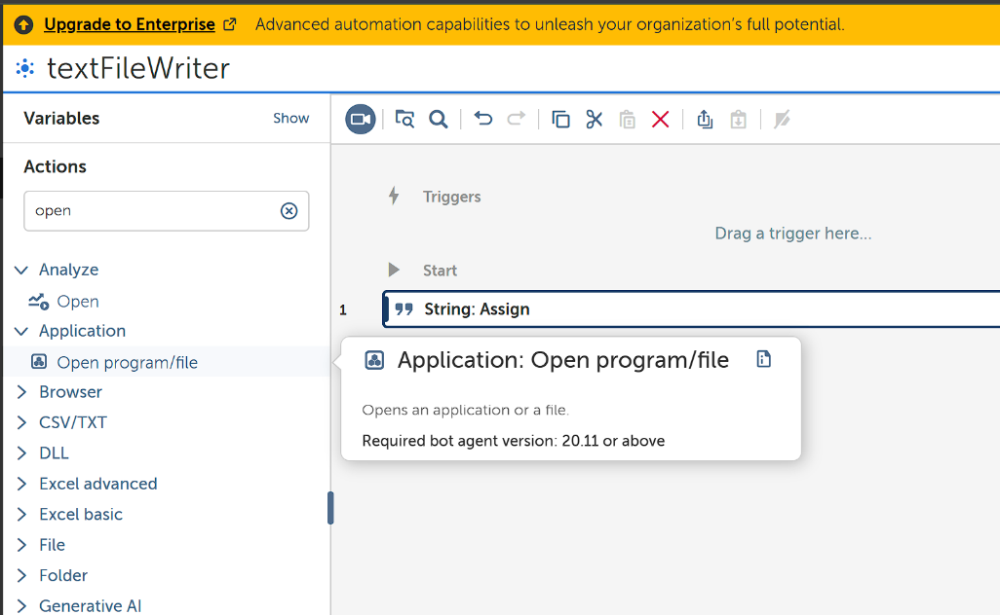 Upgrade to Enterprise Advanced automation capabilities to unleash your organization's full potential.
textFileWriter
Variables Show
Actions
open
Analyze
Open
Application
Open program/file
Browser
CSV/TXT
DLL
Excel advanced
Excel basic
File
Folder
Generative AI
Triggers
Drag a trigger here...
Start
1 String: Assign
Application: Open program/file
Opens an application or a file.
Required bot agent version: 20.11 or above